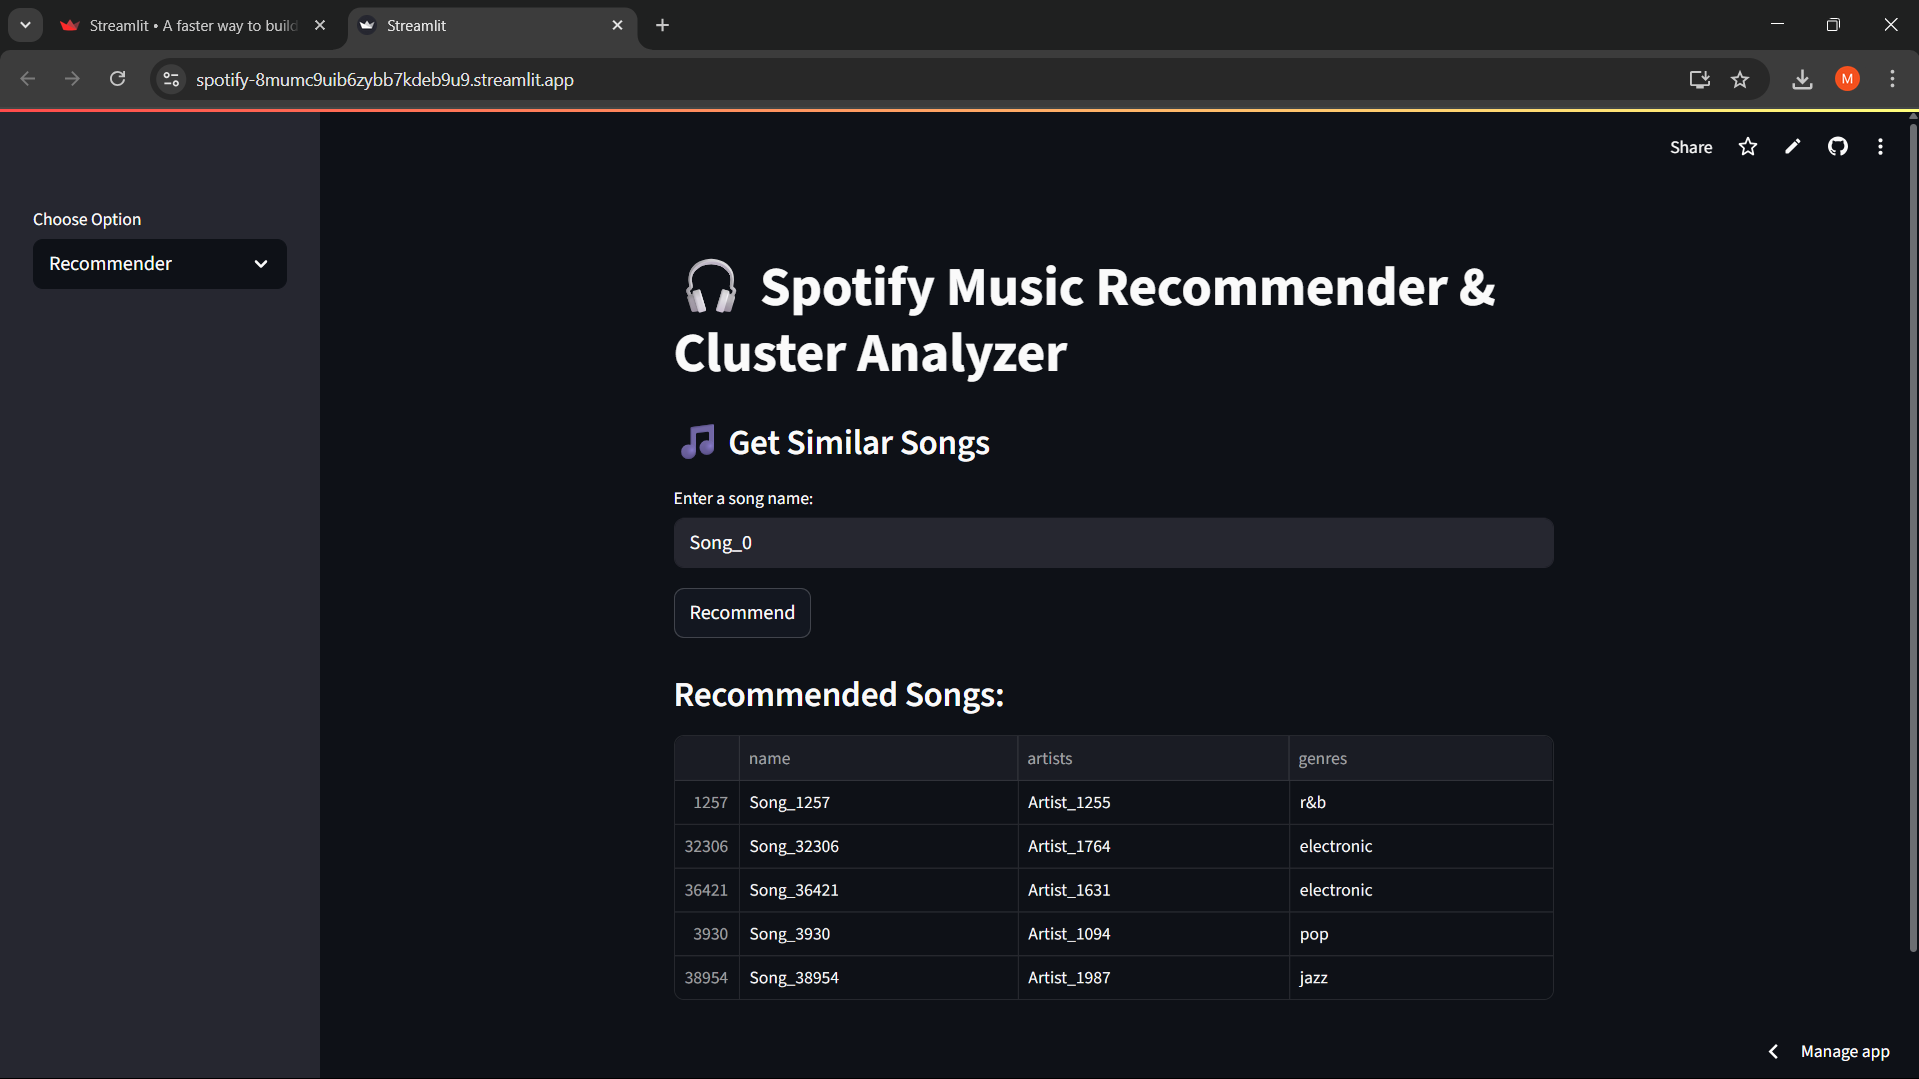 Streamlit • A faster way to build
Streamlit
spotify-8mumc9uib6zybb7kdeb9u9.streamlit.app
M
Share
Choose Option
Recommender
🎧 Spotify Music Recommender &
Cluster Analyzer
🎵 Get Similar Songs
Enter a song name:
Song_0
Recommend
Recommended Songs:
name artists genres
1257 Song_1257 Artist_1255 r&b
32306 Song_32306 Artist_1764 electronic
36421 Song_36421 Artist_1631 electronic
3930 Song_3930 Artist_1094 pop
38954 Song_38954 Artist_1987 jazz
Manage app